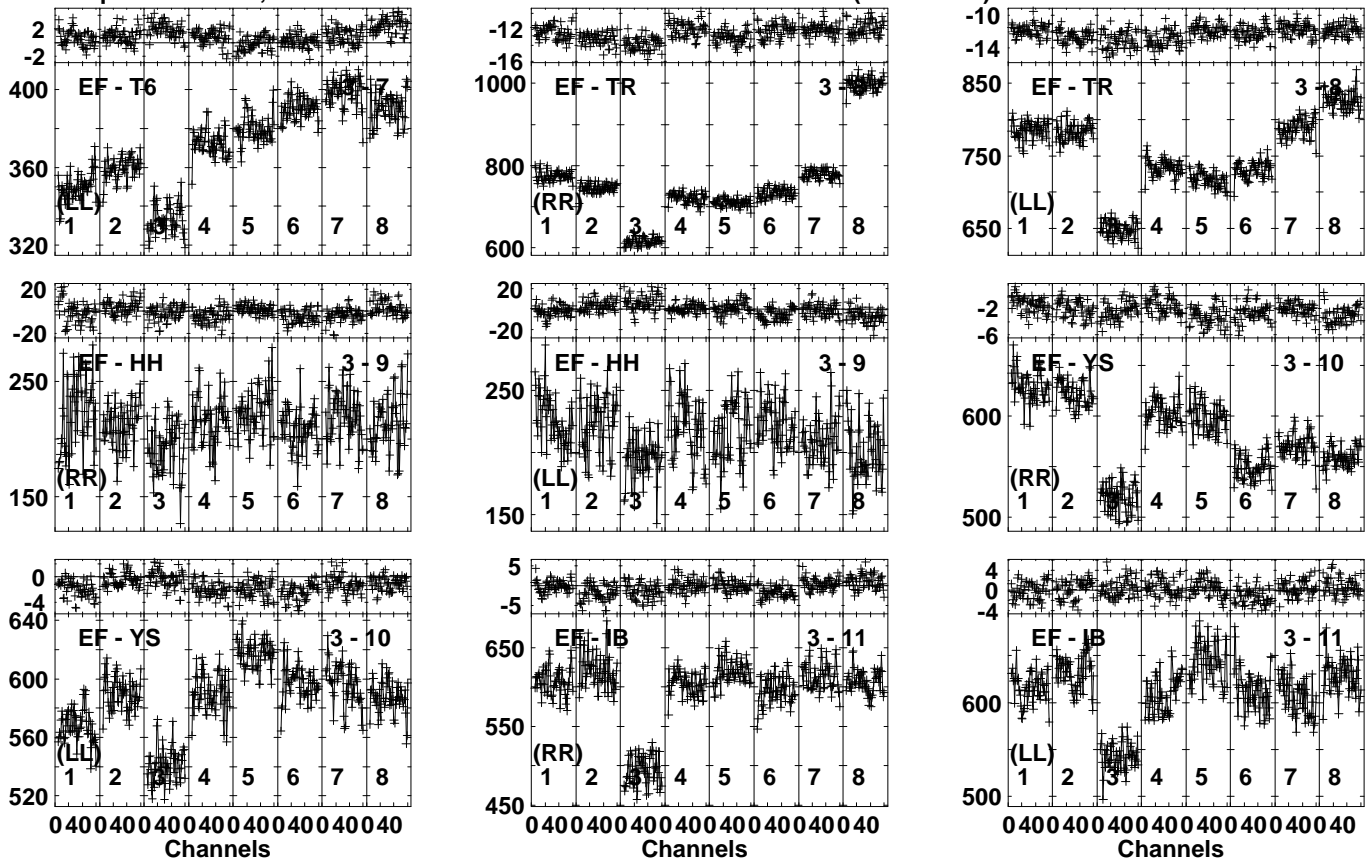 2 -12 -10
-2 -16 -14
400 EF - T6 1000 EF - TR 850 EF - TR 3 - 8
360 800 750
(LL) (RR) (LL)
1 2 3 4 5 6 7 8 1 2 3 4 5 6 7 8 1 2 4 5 6 7 8
320 600 650
20 20 -2
-20 -20 -6
EF - HH 3 - 9 EF - HH 3 - 9 EF - YS 3 - 10
250 250 600
(RR) (LL) (RR)
150 1 2 3 4 5 6 7 8 1 2 3 4 5 6 7 8 1 2 3 4 5 6 7 8
150 500
0 5 4
-4 -5 0
-4
640 EF - YS 3 - 10 650 EF - IB 3 - 11 EF - IB 3 - 11
600 600
560 550
(LL) (RR) (LL)
1 2 3 4 5 6 7 8 1 2 3 4 5 6 7 8 1 2 3 4 5 6 7 8
520 450 500
0 40 0 40 0 40 0 40 0 40 0 40 0 40 0 40 0 40 0 40 0 40 0 40 0 40 0 40 0 40 0 40 0 40 0 40 0 40 0 40 0 40 0 40 0 40 0 40
Channels Channels Channels